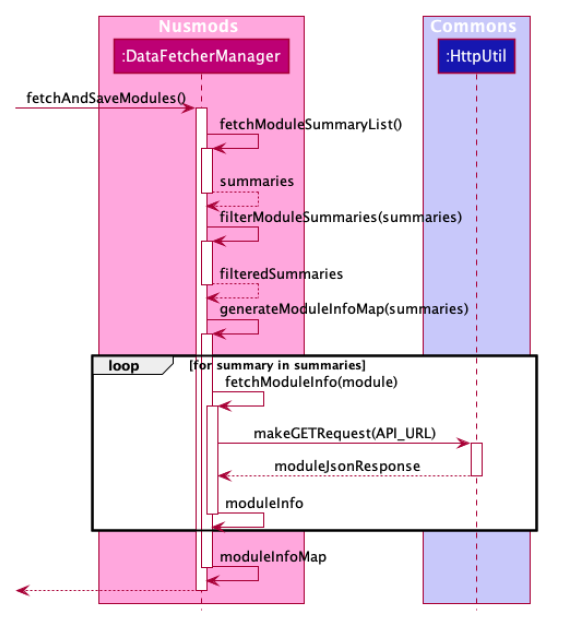 Nusmods
Commons
:DataFetcherManager
:HttpUtil
fetchAndSaveModules()
fetchModuleSummaryList()
summaries
filterModuleSummaries(summaries)
filteredSummaries
generateModuleInfoMap(summaries)
loop
[for summary in summaries]
fetchModuleInfo(module)
makeGETRequest(API_URL)
moduleJsonResponse
moduleInfo
moduleInfoMap